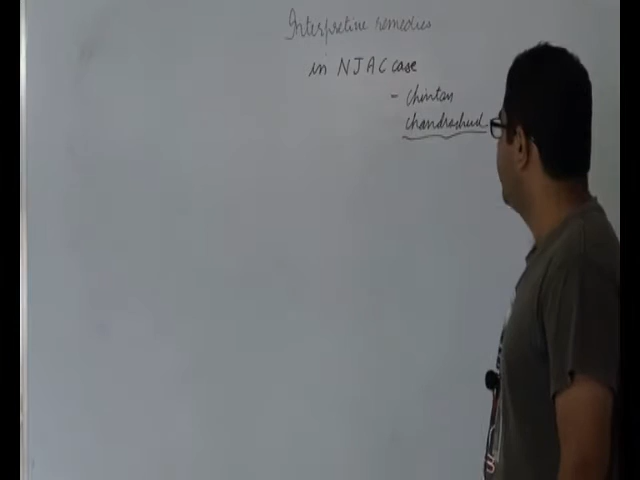 Interpretive remedies
in NJAC case
- Chintan
Chandrachud.